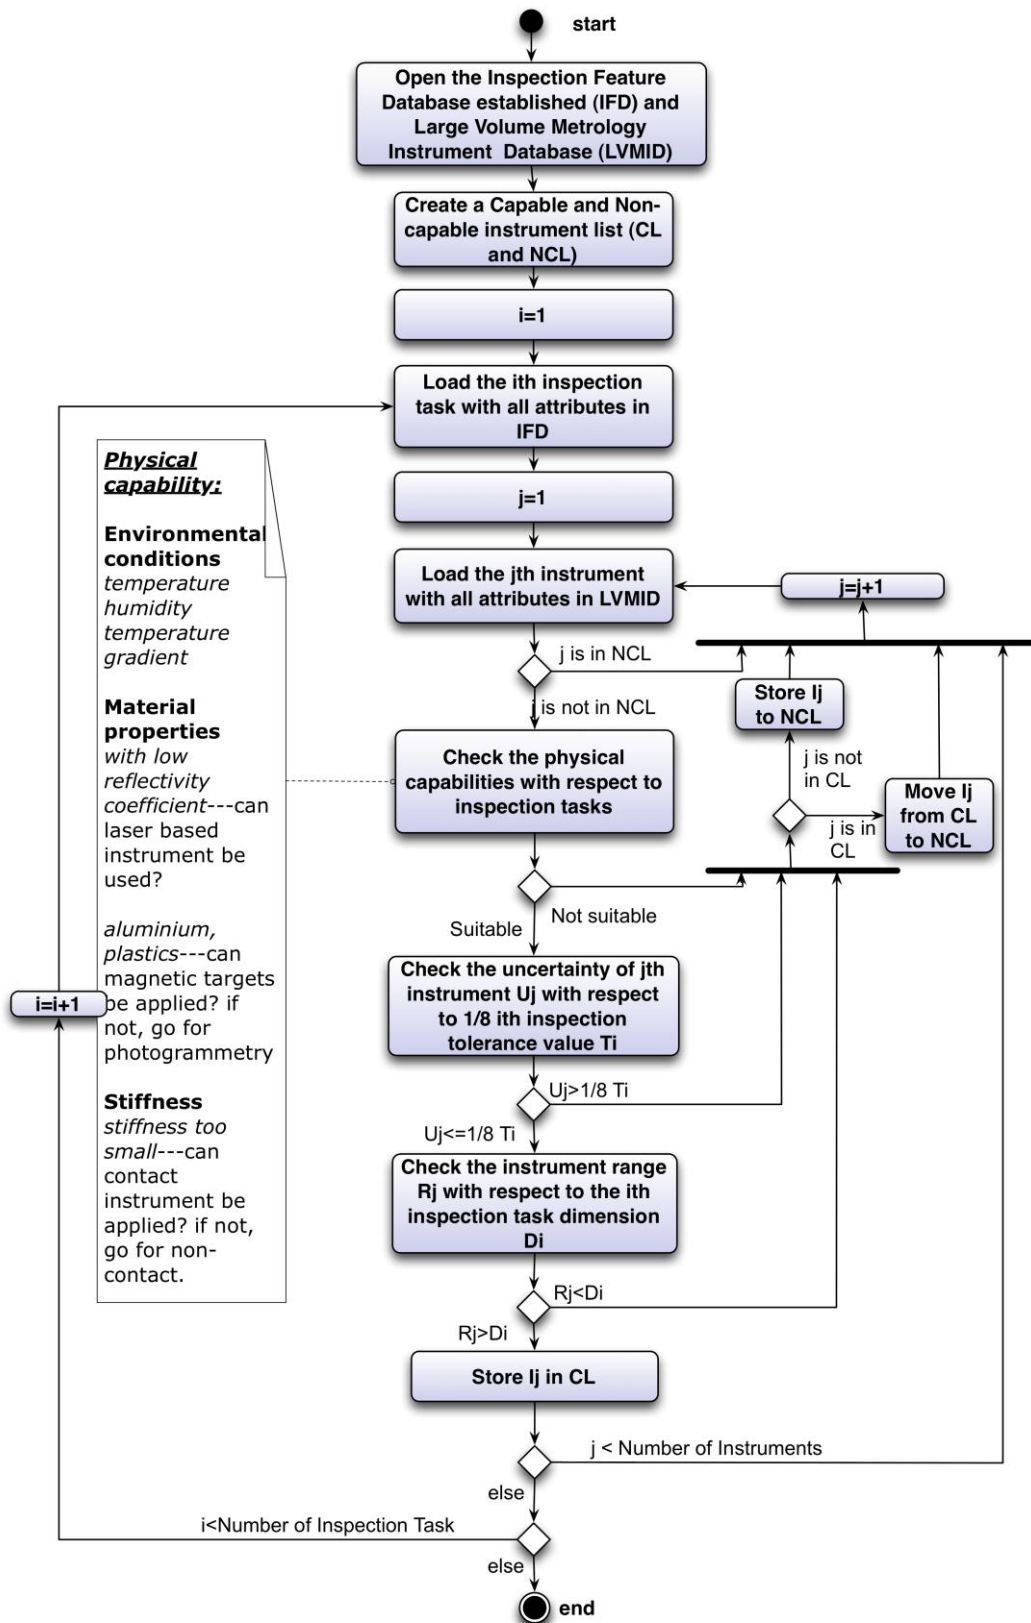 start
Open the Inspection Feature
Database established (IFD) and
Large Volume Metrology
Instrument Database (LVMID)
Create a Capable and Non-
capable instrument list (CL
and NCL)
i=1
Load the ith inspection
task with all attributes in
IFD
j=1
Load the jth instrument
with all attributes in LVMID
j=j+1
j is in NCL
j is not in NCL
Store Ij
to NCL
j is not
in CL
Move Ij
from CL
to NCL
j is in
CL
Check the physical
capabilities with respect to
inspection tasks
Not suitable
Suitable
Check the uncertainty of jth
instrument Uj with respect
to 1/8 ith inspection
tolerance value Ti
Uj>1/8 Ti
Uj<=1/8 Ti
Check the instrument range
Rj with respect to the ith
inspection task dimension
Di
Rj<Di
Rj>Di
Store Ij in CL
j < Number of Instruments
else
i<Number of Inspection Task
else
end
i=i+1
Physical
capability:
Environmental
conditions
temperature
humidity
temperature
gradient
Material
properties
with low
reflectivity
coefficient---can
laser based
instrument be
used?
aluminium,
plastics---can
magnetic targets
be applied? if
not, go for
photogrammetry
Stiffness
stiffness too
small---can
contact
instrument be
applied? if not,
go for non-
contact.